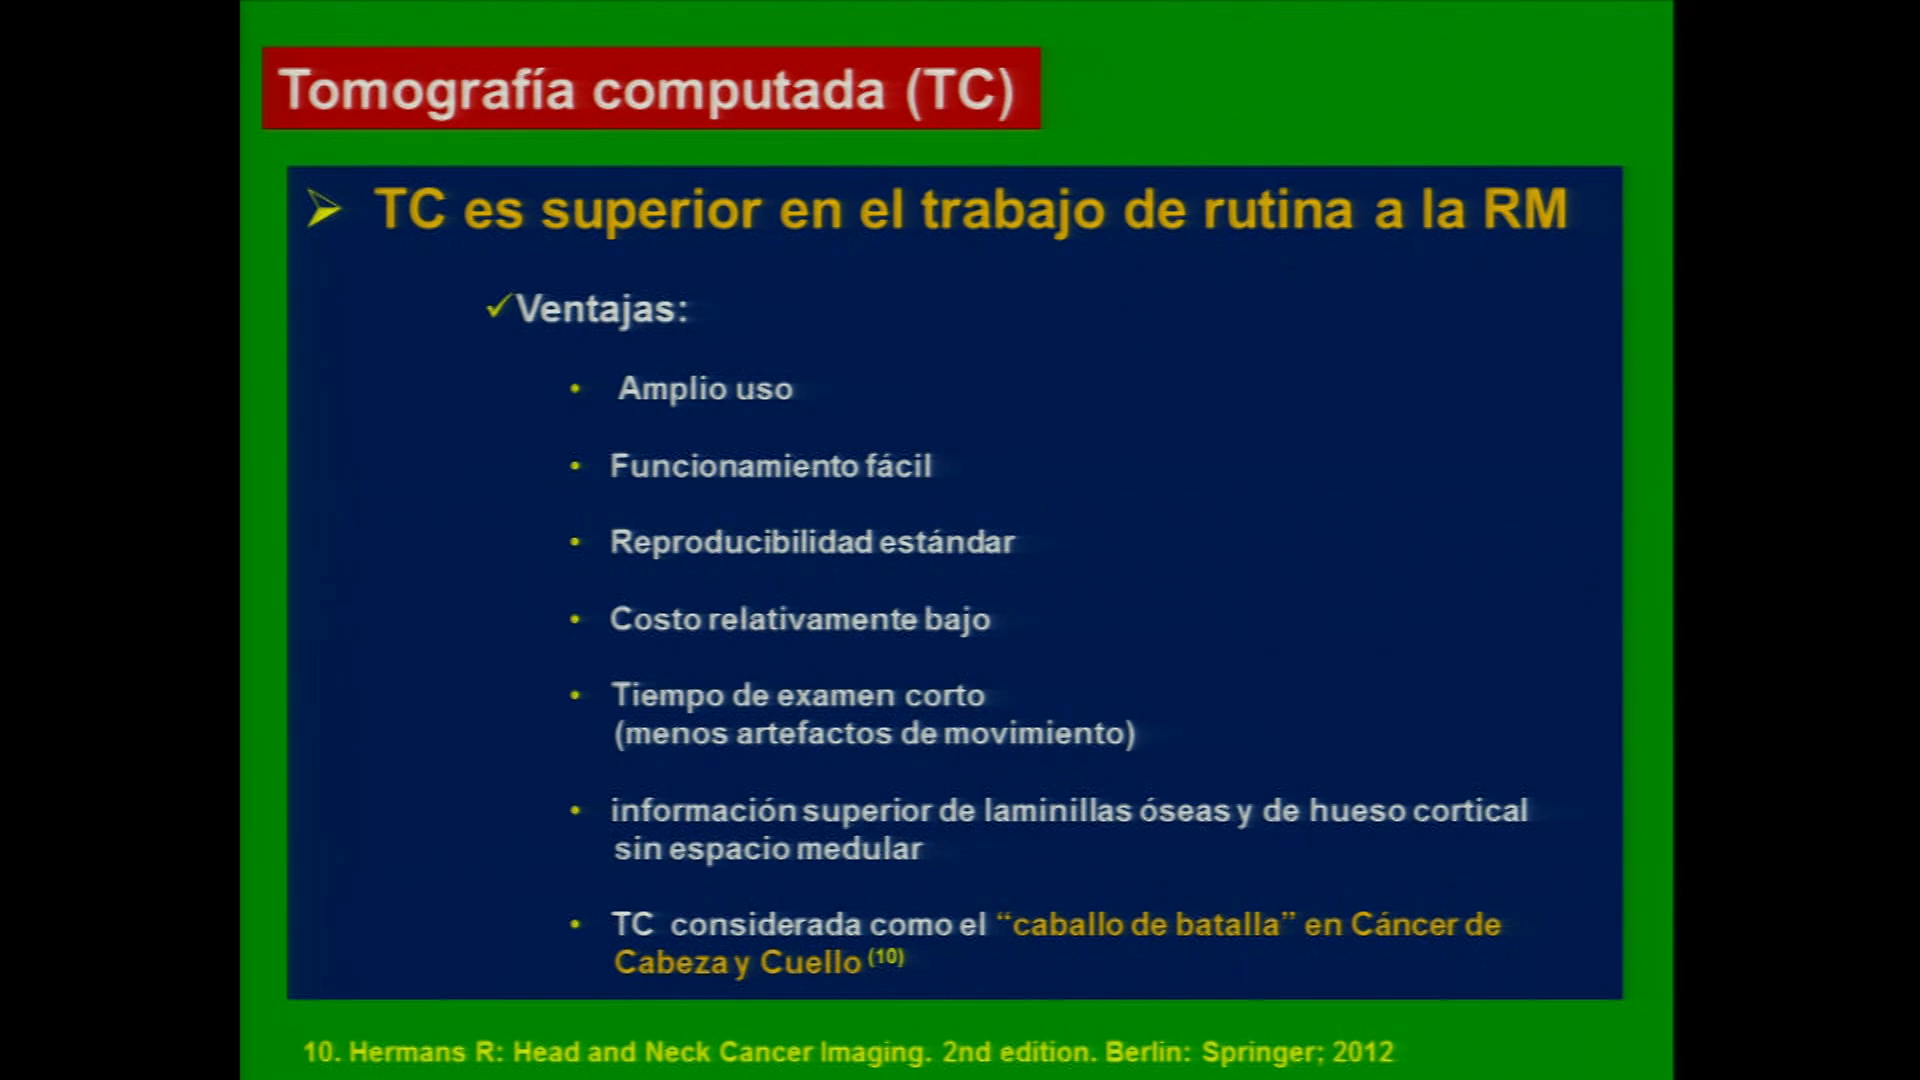 Tomografía computada (TC)
➢ TC es superior en el trabajo de rutina a la RM
✓Ventajas:
• Amplio uso
• Funcionamiento fácil
• Reproducibilidad estándar
• Costo relativamente bajo
• Tiempo de examen corto
(menos artefactos de movimiento)
• información superior de laminillas óseas y de hueso cortical
sin espacio medular
• TC considerada como el “caballo de batalla” en Cáncer de
Cabeza y Cuello (10)
10. Hermans R: Head and Neck Cancer Imaging. 2nd edition. Berlin: Springer; 2012